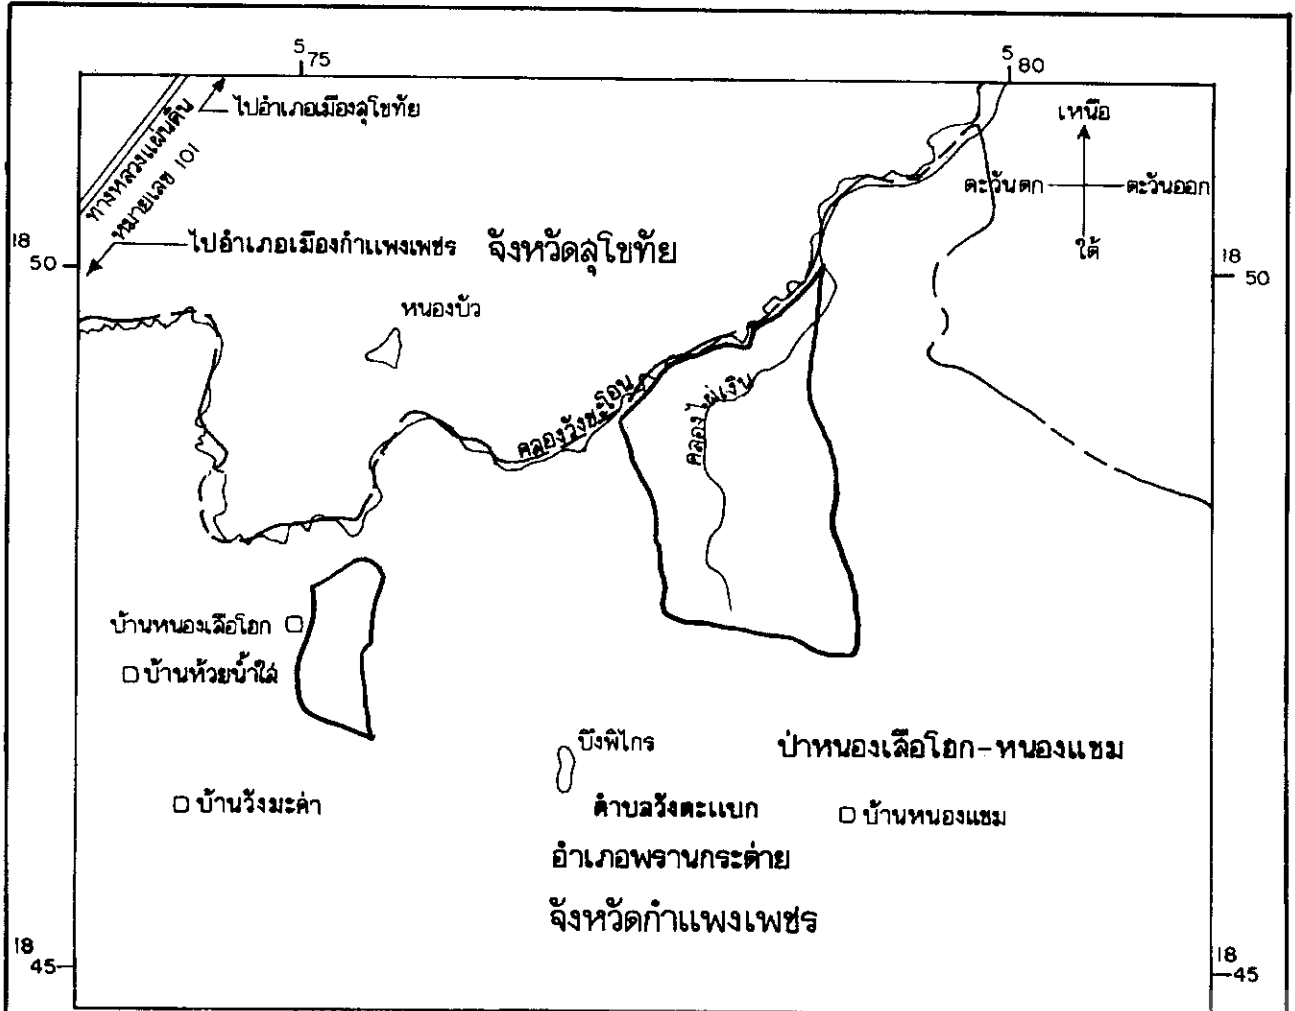 5 75
5 80
ไปอำเภอเมืองสุโขทัย
ทางหลวงแผ่นดิน
หมายเลข 101
เหนือ
ตะวันตก
ตะวันออก
ใต้
18
50
ไปอำเภอเมืองกำแพงเพชร
จังหวัดสุโขทัย
18
50
หนองบัว
คลองวังชะโอน
คลองไผ่เงิน
บ้านหนองเสือโฮก
บ้านห้วยน้ำใส
บึงพิไกร
ป่าหนองเสือโฮก-หนองแขม
บ้านวังมะค่า
ตำบลวังตะแบก
บ้านหนองแขม
อำเภอพรานกระต่าย
จังหวัดกำแพงเพชร
18
45
18
45